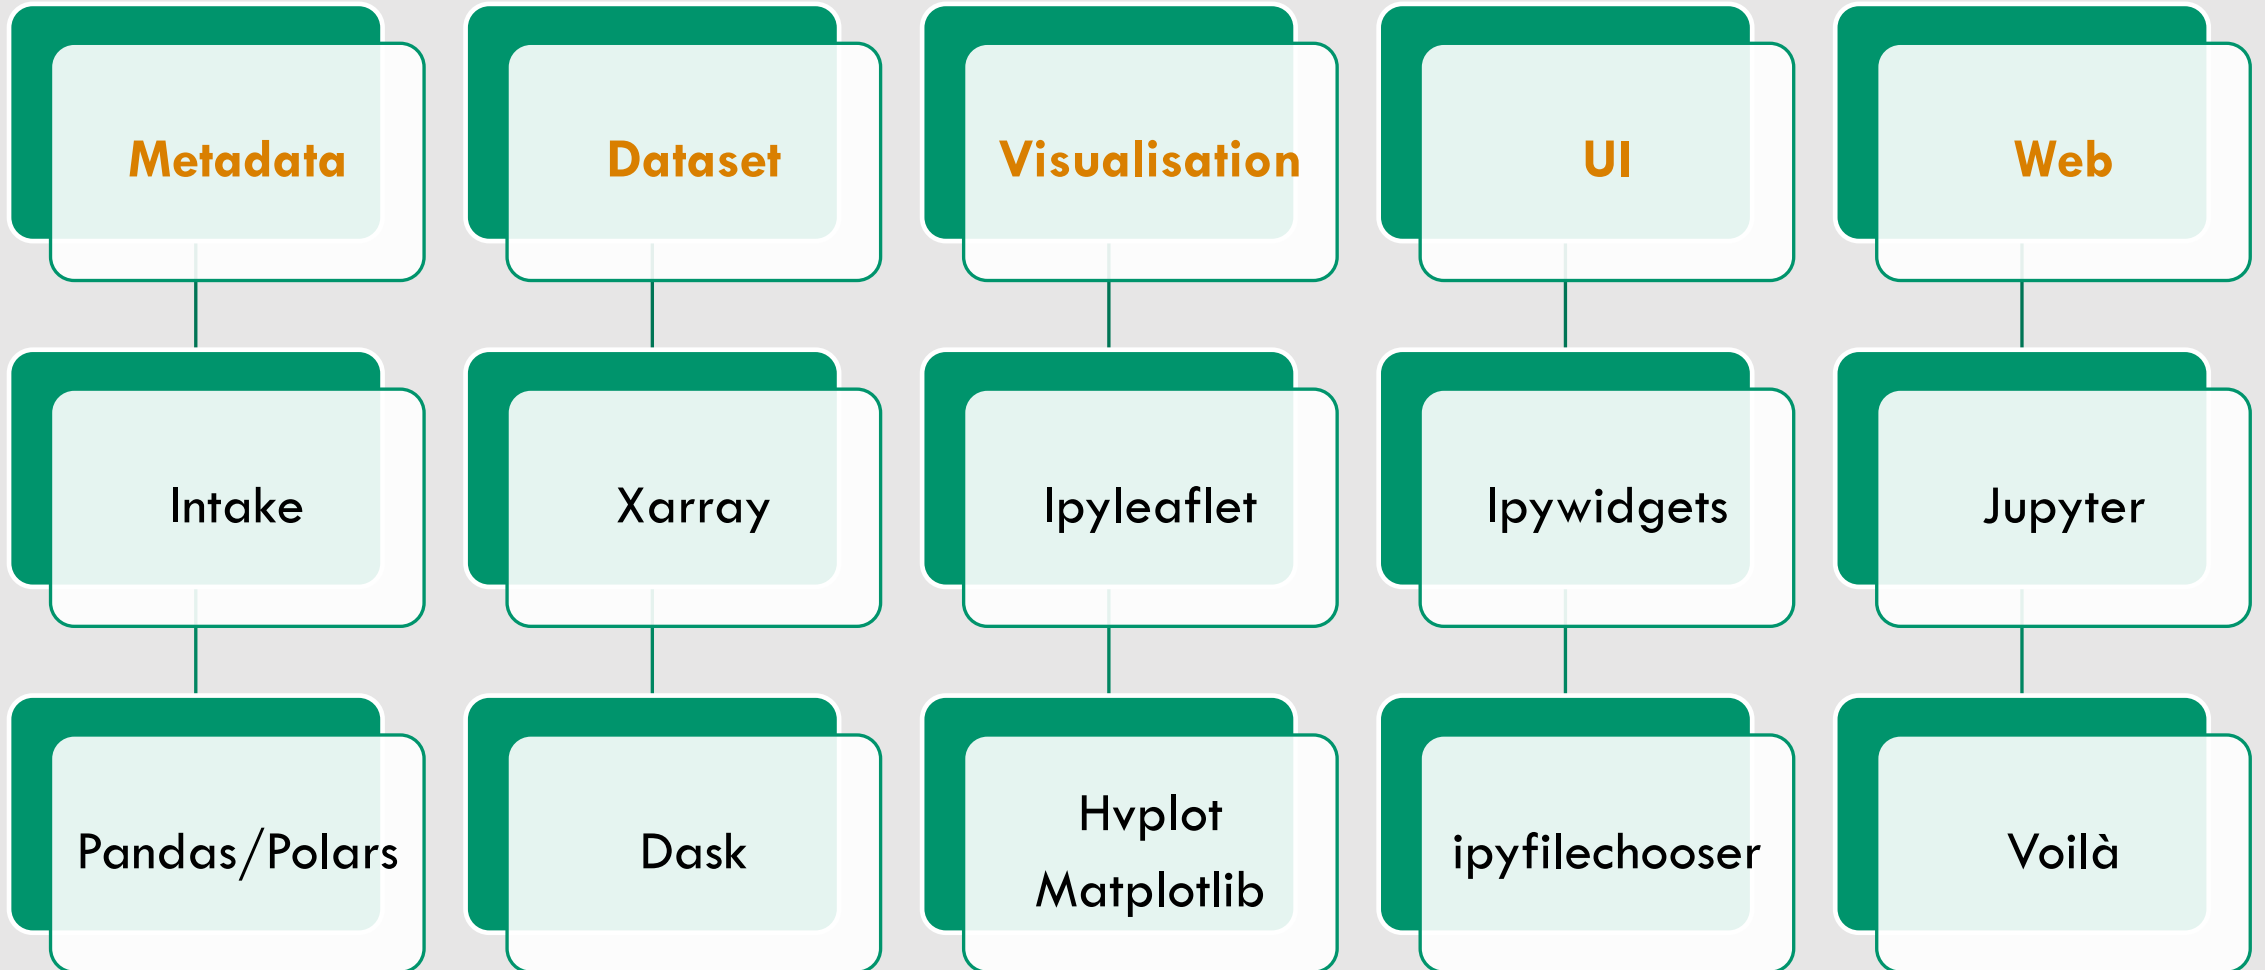 Metadata
Dataset
Visualisation
UI
Web
Intake
Xarray
Ipyleaflet
Ipywidgets
Jupyter
Pandas/Polars
Dask
Hvplot
Matplotlib
ipyfilechooser
Voilà